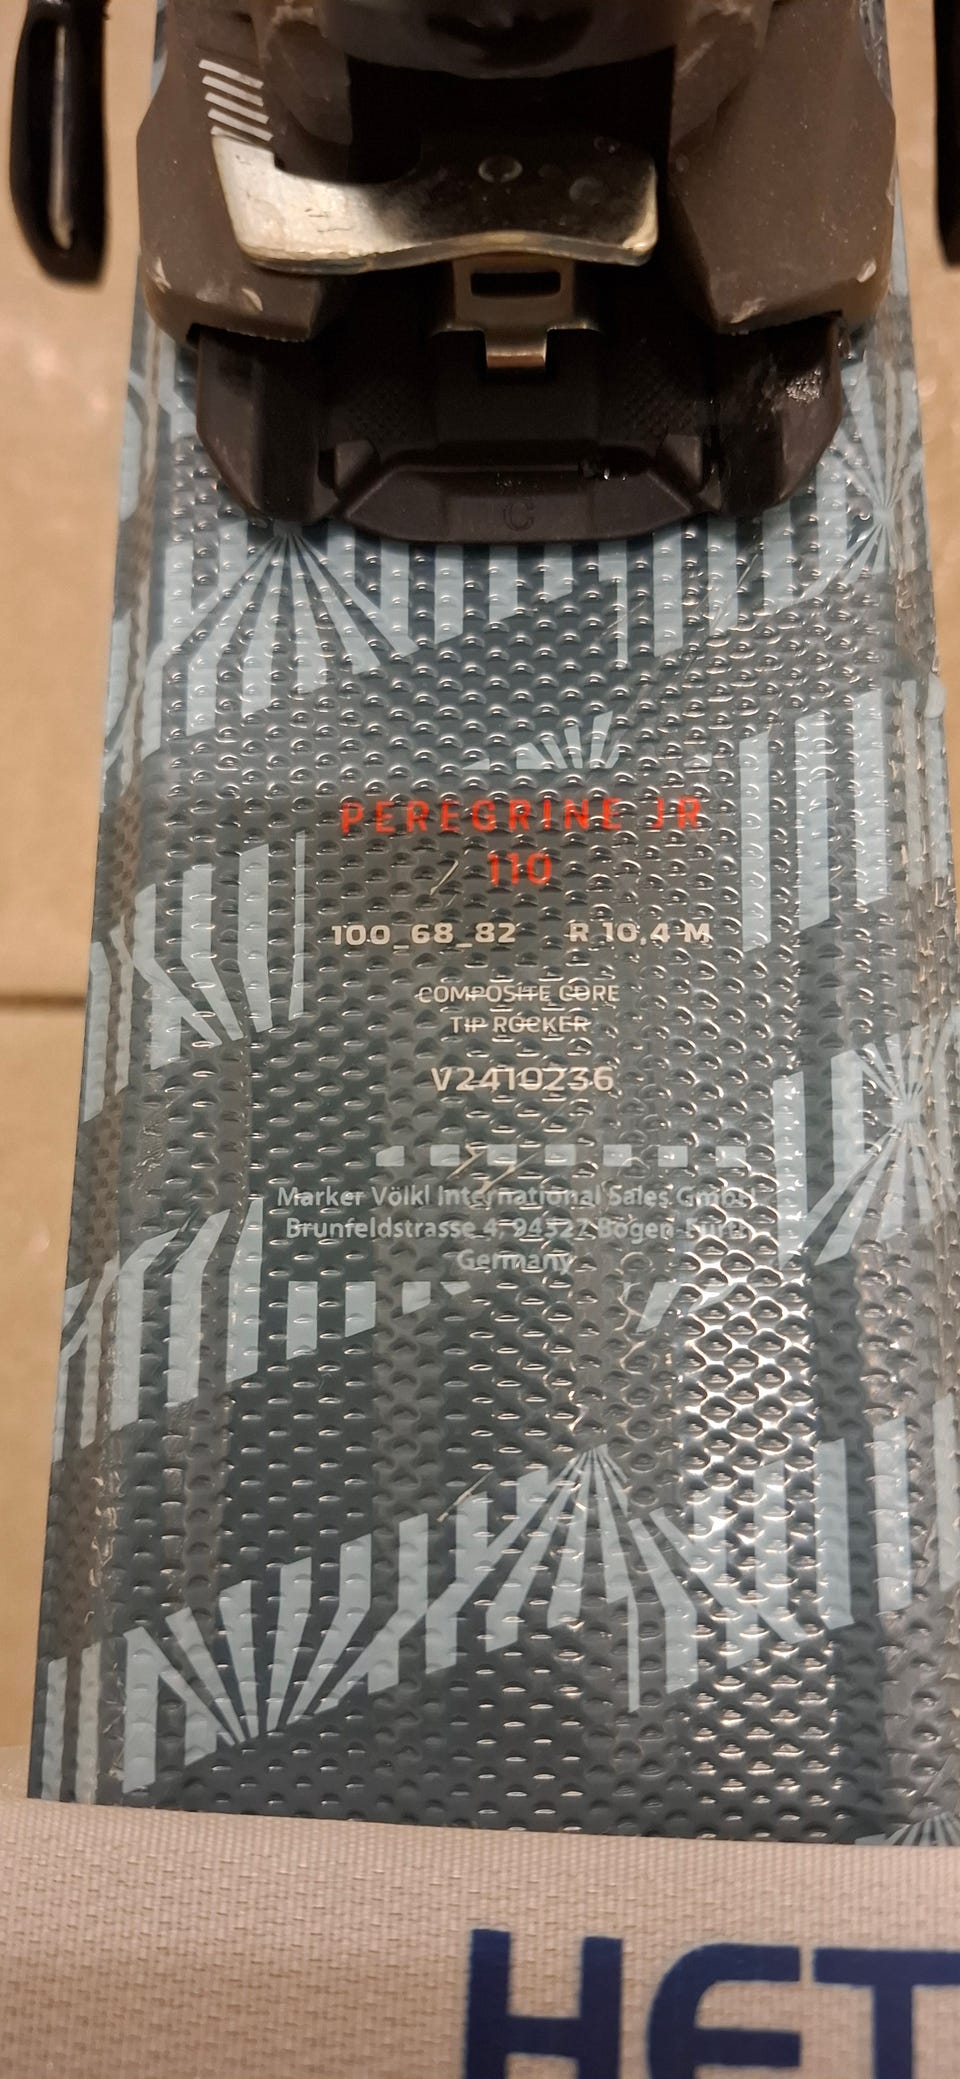 C
PEREGRINE JR
110
100_68_82 R 10,4 M
COMPOSITE CORE
TIP ROCKER
V2410236
Marker Völkl International Sales GmbH
Brunfeldstrasse 4, 94327 Bogen-Furth
Germany
HET